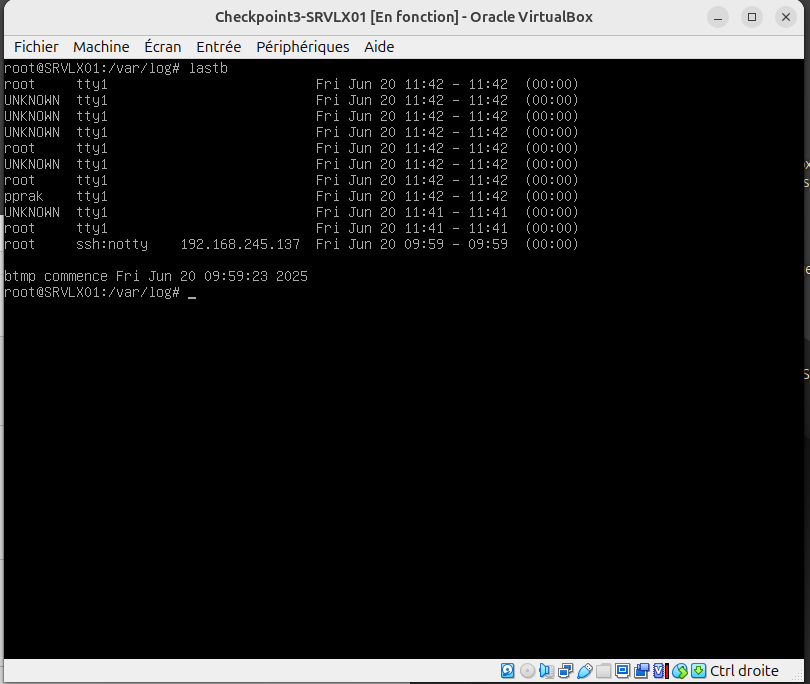 Checkpoint3-SRVLX01 [En fonction] - Oracle VirtualBox
Fichier Machine Écran Entrée Périphériques Aide
root@SRVLX01:/var/log# lastb
root     tty1                          Fri Jun 20 11:42 - 11:42  (00:00)
UNKNOWN  tty1                          Fri Jun 20 11:42 - 11:42  (00:00)
UNKNOWN  tty1                          Fri Jun 20 11:42 - 11:42  (00:00)
UNKNOWN  tty1                          Fri Jun 20 11:42 - 11:42  (00:00)
root     tty1                          Fri Jun 20 11:42 - 11:42  (00:00)
UNKNOWN  tty1                          Fri Jun 20 11:42 - 11:42  (00:00)
root     tty1                          Fri Jun 20 11:42 - 11:42  (00:00)
pprak    tty1                          Fri Jun 20 11:42 - 11:42  (00:00)
UNKNOWN  tty1                          Fri Jun 20 11:41 - 11:41  (00:00)
root     tty1                          Fri Jun 20 11:41 - 11:41  (00:00)
root     ssh:notty    192.168.245.137  Fri Jun 20 09:59 - 09:59  (00:00)
btmp commence Fri Jun 20 09:59:23 2025
root@SRVLX01:/var/log# _
Ctrl droite